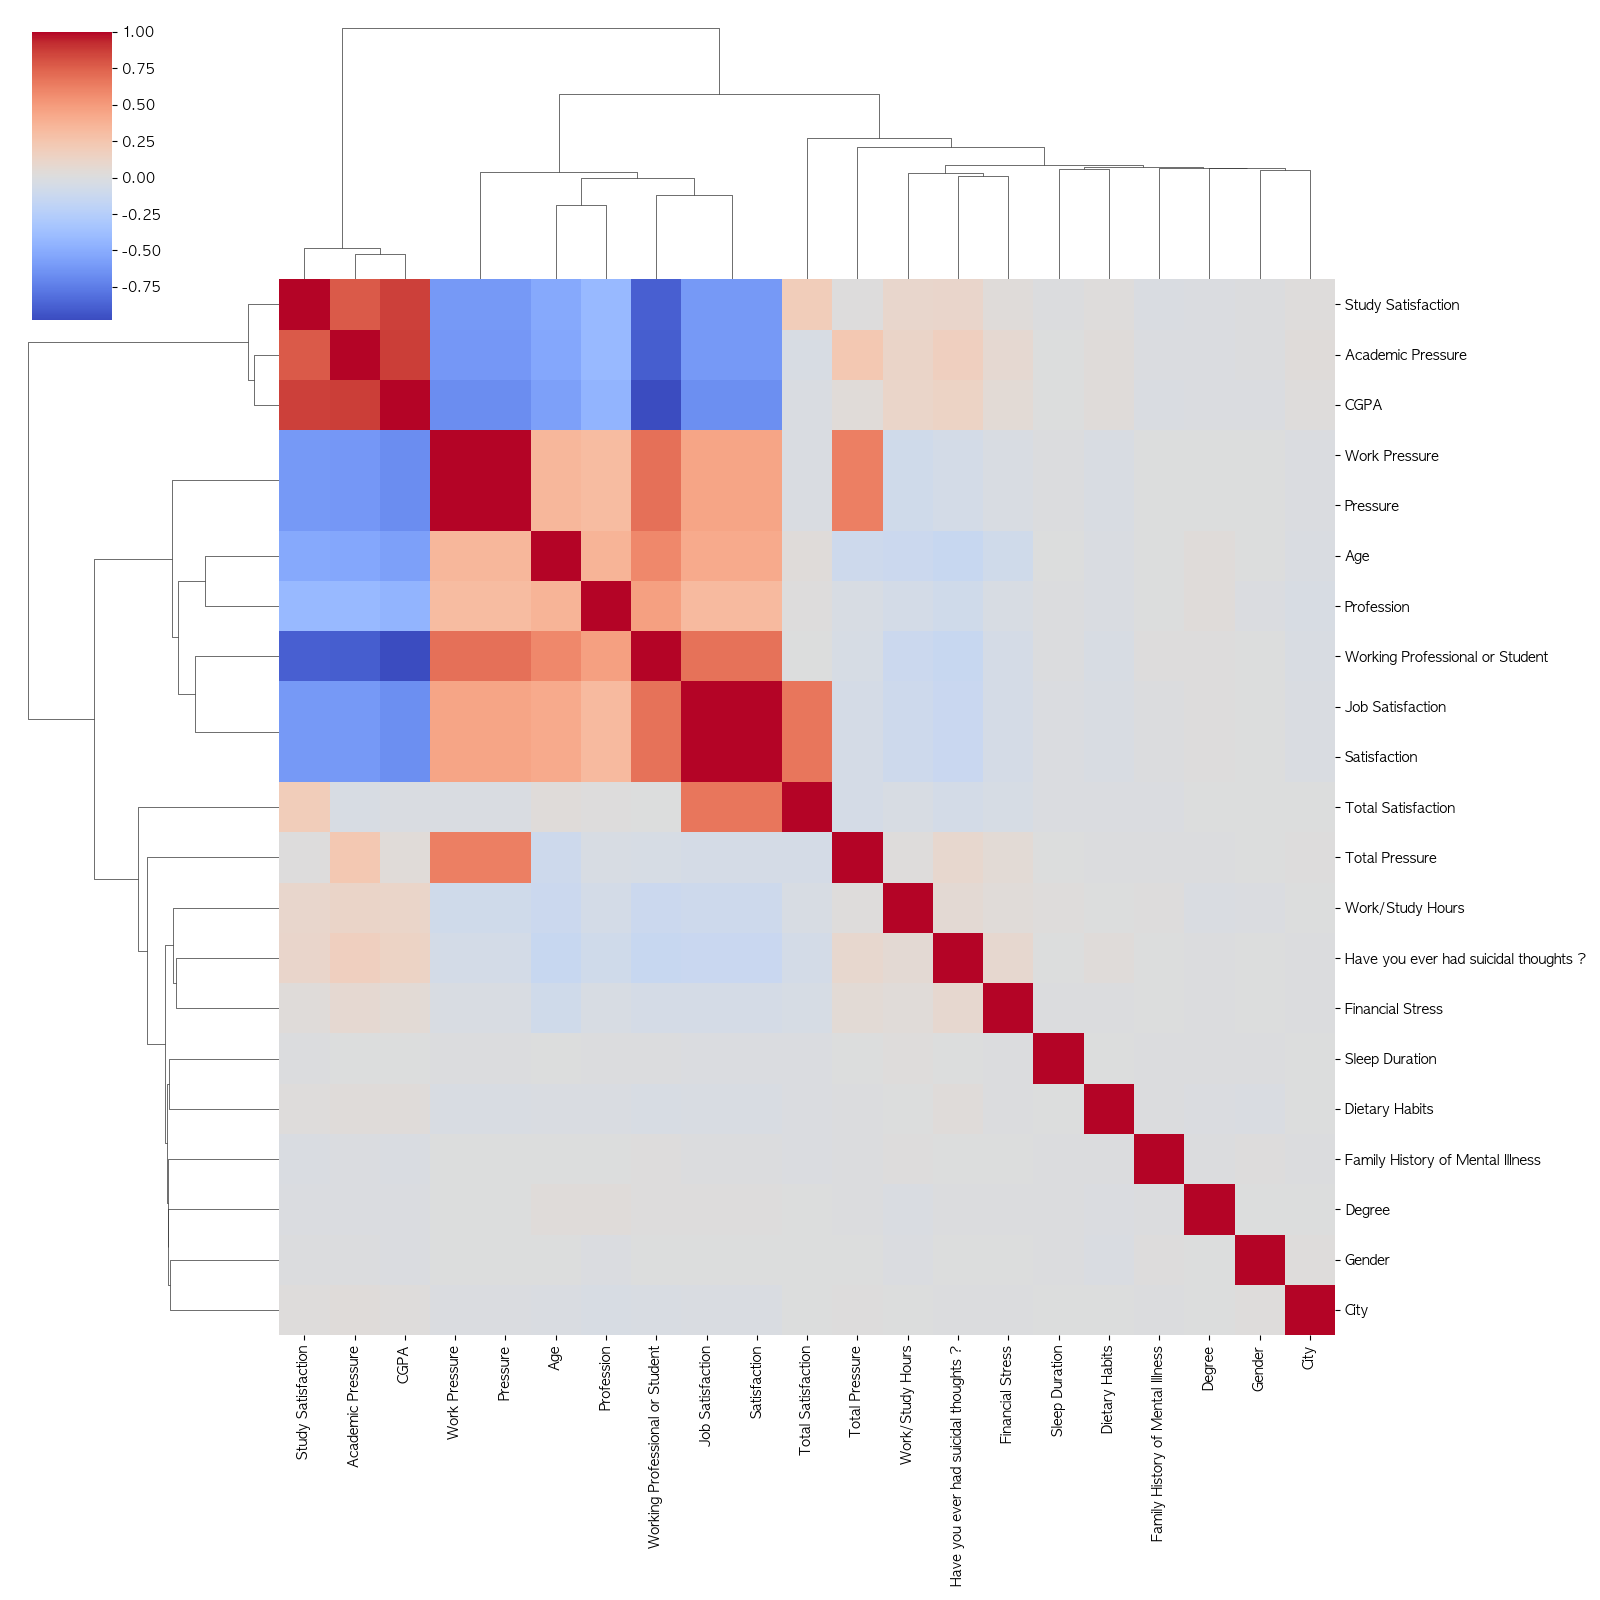 1.00
0.75
0.50
0.25
0.00
-0.25
-0.50
-0.75
Study Satisfaction
Academic Pressure
CGPA
Work Pressure
Pressure
Age
Profession
Working Professional or Student
Job Satisfaction
Satisfaction
Total Satisfaction
Total Pressure
Work/Study Hours
Have you ever had suicidal thoughts ?
Financial Stress
Sleep Duration
Dietary Habits
Family History of Mental Illness
Degree
Gender
City
Study Satisfaction
Academic Pressure
CGPA
Work Pressure
Pressure
Age
Profession
Working Professional or Student
Job Satisfaction
Satisfaction
Total Satisfaction
Total Pressure
Work/Study Hours
Have you ever had suicidal thoughts ?
Financial Stress
Sleep Duration
Dietary Habits
Family History of Mental Illness
Degree
Gender
City